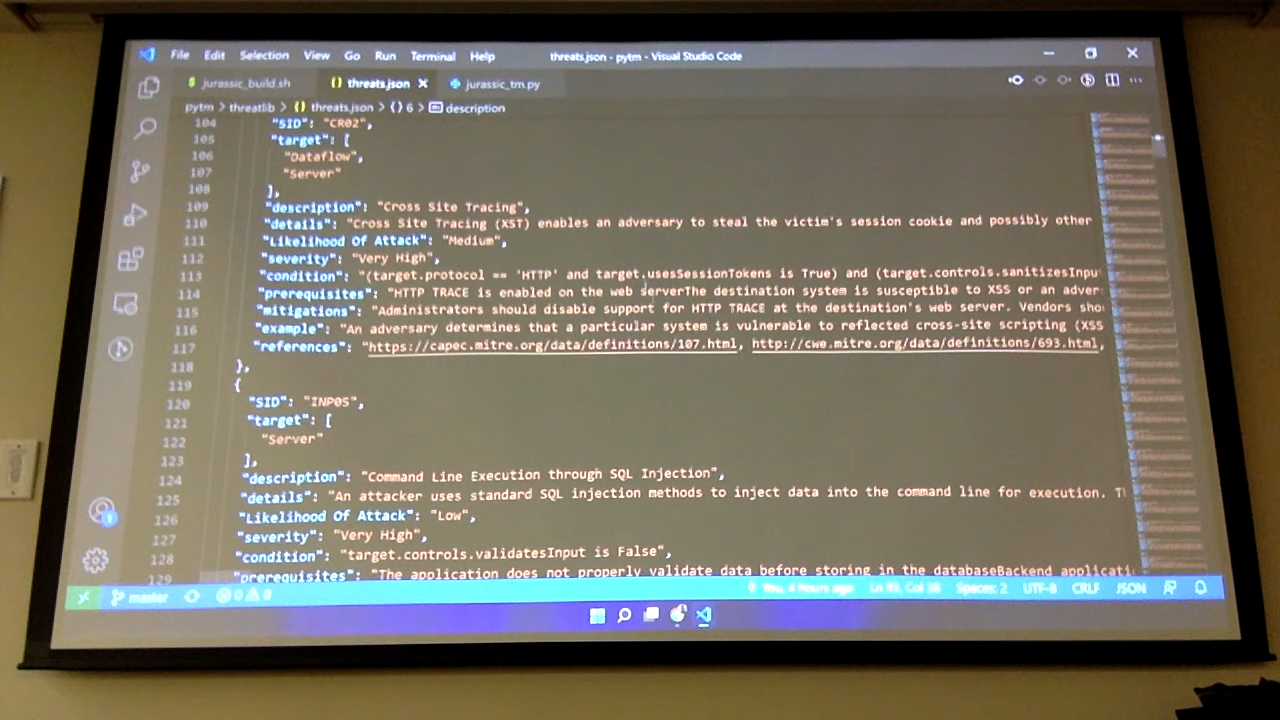 File Edit Selection View Go Run Terminal Help threats.json - pytm - Visual Studio Code
jurassic_build.sh {} threats.json × jurassic_tm.py ...
pytm > threatlib > {} threats.json > {} 6 > description
104 "SID": "CR02",
105 "target": [
106 "Dataflow",
107 "Server"
108 ],
109 "description": "Cross Site Tracing",
110 "details": "Cross Site Tracing (XST) enables an adversary to steal the victim's session cookie and possibly other
111 "Likelihood Of Attack": "Medium",
112 "severity": "Very High",
113 "condition": "(target.protocol == 'HTTP' and target.usesSessionTokens is True) and (target.controls.sanitizesInpu
114 "prerequisites": "HTTP TRACE is enabled on the web serverThe destination system is susceptible to XSS or an adver
115 "mitigations": "Administrators should disable support for HTTP TRACE at the destination's web server. Vendors sho
116 "example": "An adversary determines that a particular system is vulnerable to reflected cross-site scripting (XSS
117 "references": "https://capec.mitre.org/data/definitions/107.html, http://cwe.mitre.org/data/definitions/693.html,
118 },
119 {
120 "SID": "INP05",
121 "target": [
122 "Server"
123 ],
124 "description": "Command Line Execution through SQL Injection",
125 "details": "An attacker uses standard SQL injection methods to inject data into the command line for execution. T
126 "Likelihood Of Attack": "Low",
127 "severity": "Very High",
128 "condition": "target.controls.validatesInput is False",
129 "prerequisites": "The application does not properly validate data before storing in the databaseBackend applicati
master 0 0 You, 4 hours ago Ln 93, Col 38 Spaces: 2 UTF-8 CRLF JSON